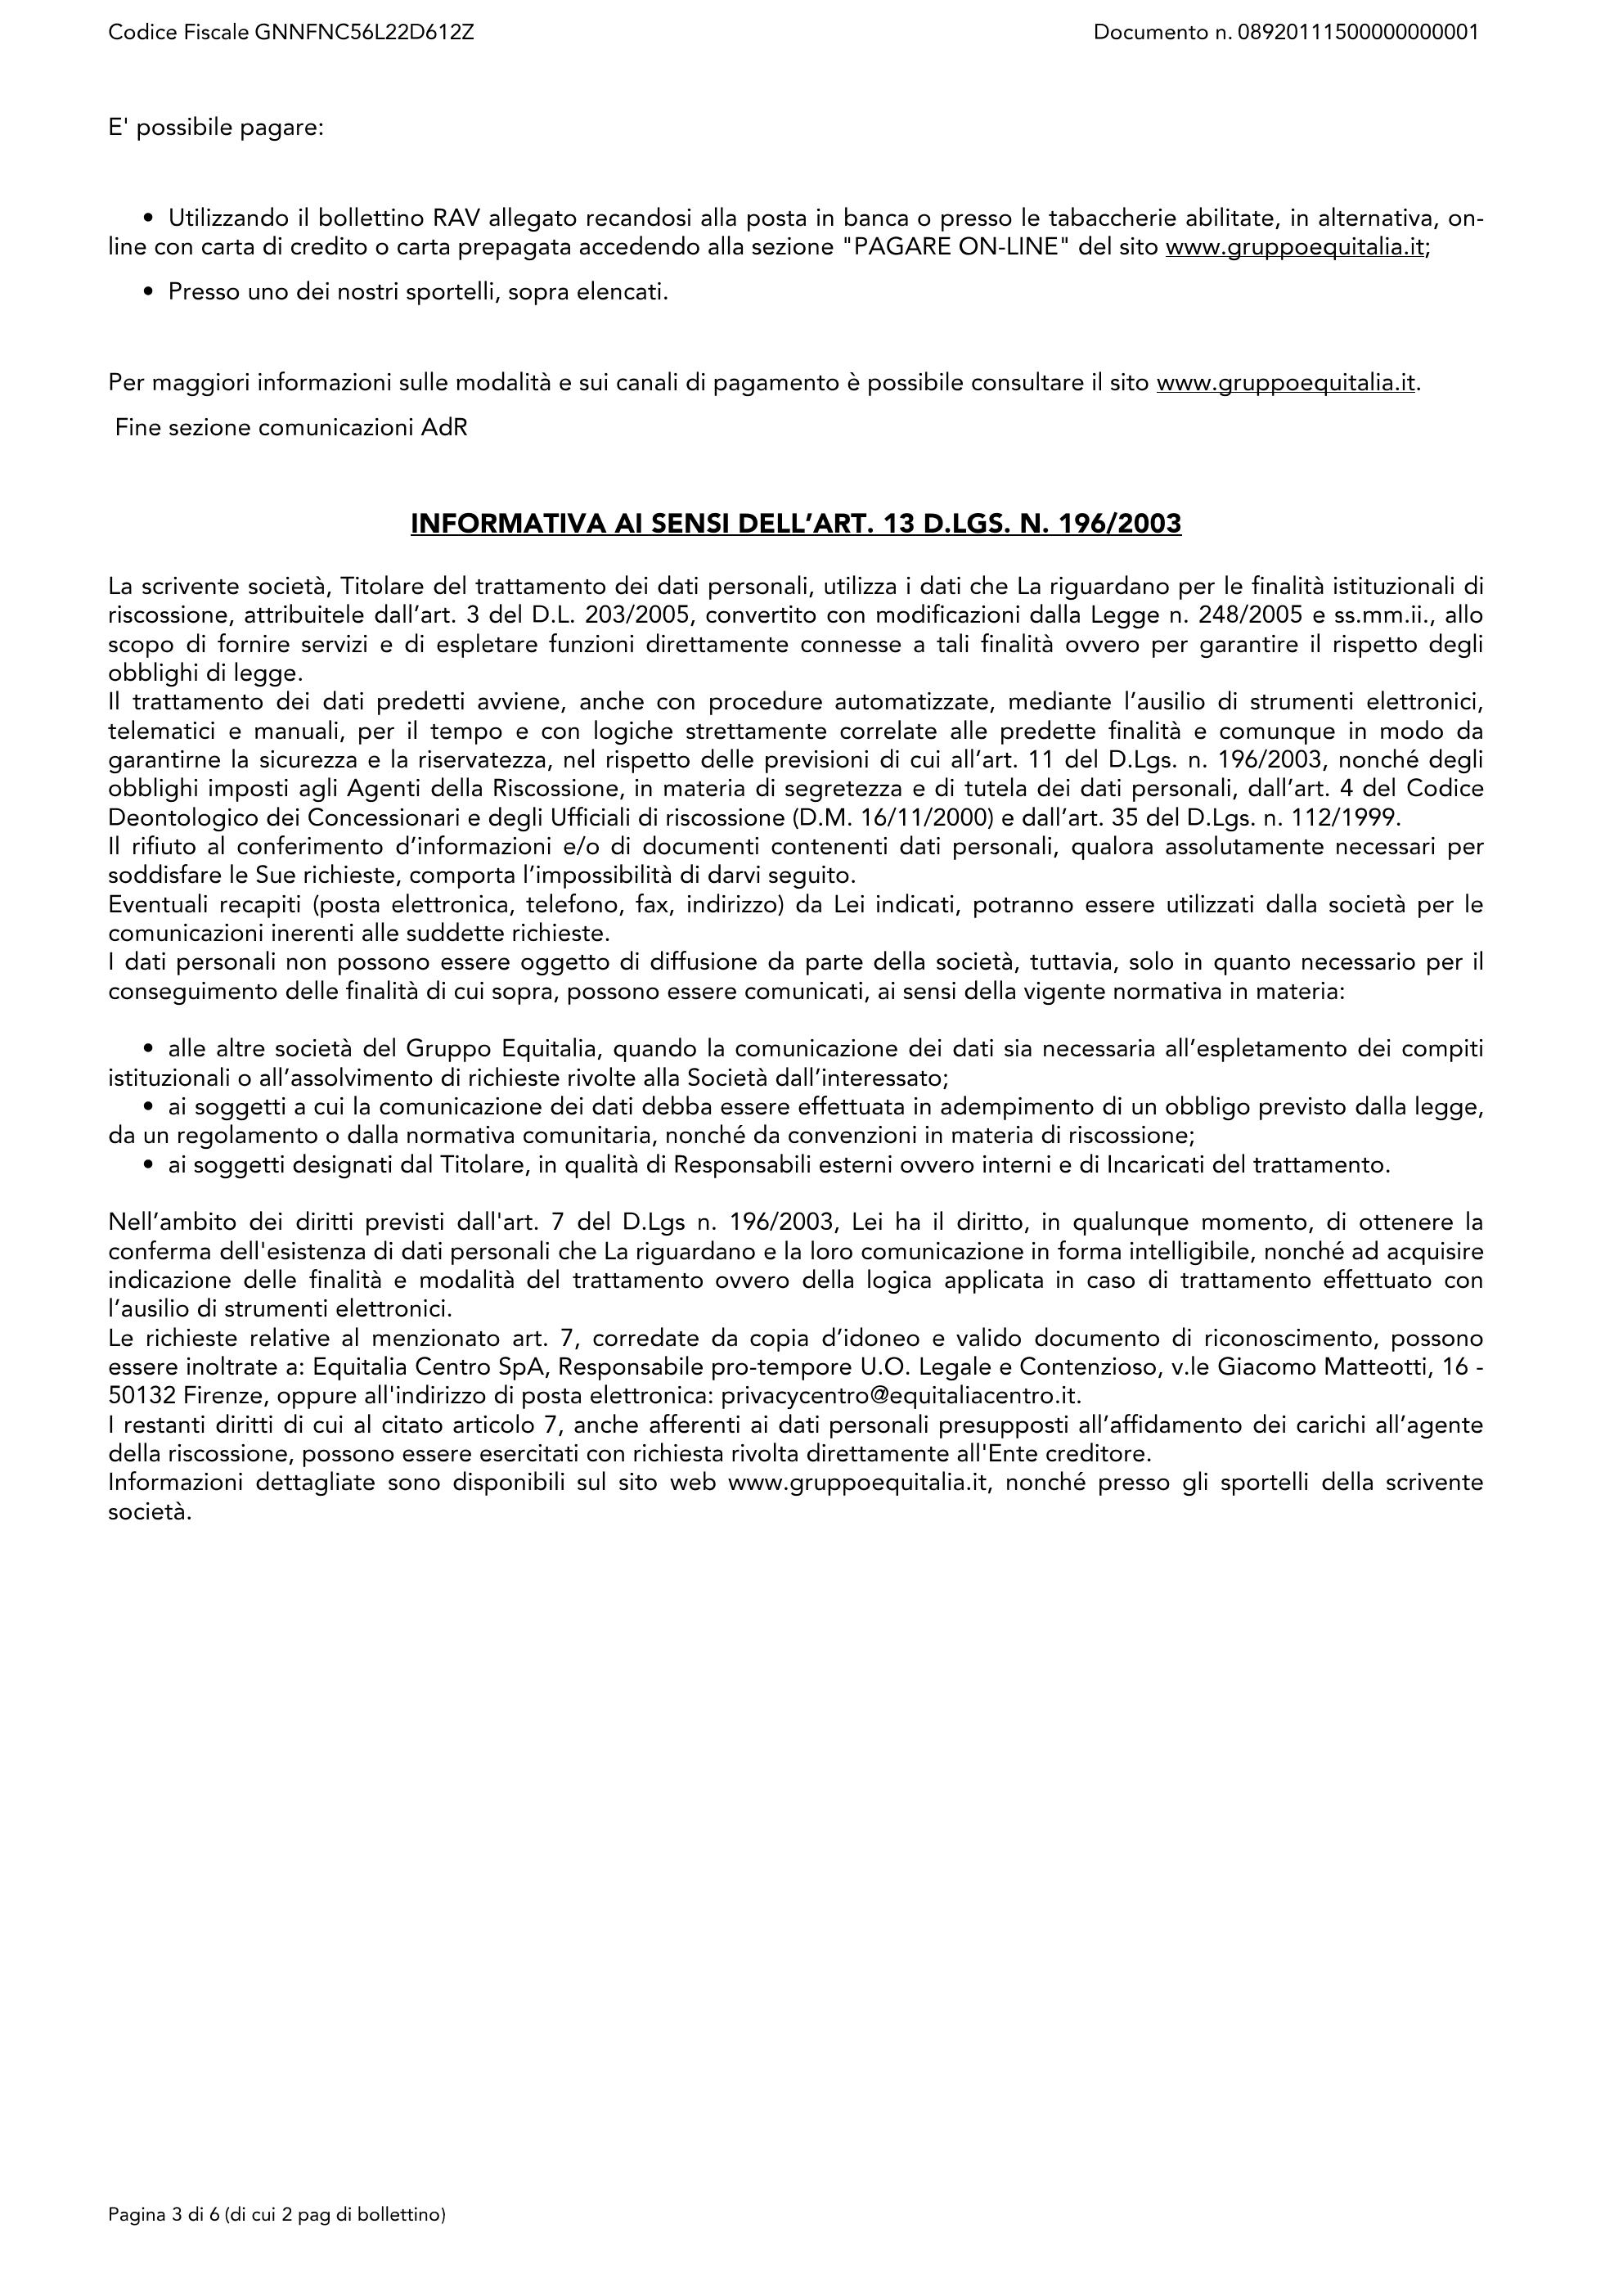 Codice Fiscale GNNFNC56L22D612Z
Documento n. 08920111500000000001
E' possibile pagare:
• Utilizzando il bollettino RAV allegato recandosi alla posta in banca o presso le tabaccherie abilitate, in alternativa, on-
line con carta di credito o carta prepagata accedendo alla sezione "PAGARE ON-LINE" del sito www.gruppoequitalia.it;
• Presso uno dei nostri sportelli, sopra elencati.
Per maggiori informazioni sulle modalità e sui canali di pagamento è possibile consultare il sito www.gruppoequitalia.it.
Fine sezione comunicazioni AdR
INFORMATIVA AI SENSI DELL’ART. 13 D.LGS. N. 196/2003
La scrivente società, Titolare del trattamento dei dati personali, utilizza i dati che La riguardano per le finalità istituzionali di
riscossione, attribuitele dall’art. 3 del D.L. 203/2005, convertito con modificazioni dalla Legge n. 248/2005 e ss.mm.ii., allo
scopo di fornire servizi e di espletare funzioni direttamente connesse a tali finalità ovvero per garantire il rispetto degli
obblighi di legge.
Il trattamento dei dati predetti avviene, anche con procedure automatizzate, mediante l’ausilio di strumenti elettronici,
telematici e manuali, per il tempo e con logiche strettamente correlate alle predette finalità e comunque in modo da
garantirne la sicurezza e la riservatezza, nel rispetto delle previsioni di cui all’art. 11 del D.Lgs. n. 196/2003, nonché degli
obblighi imposti agli Agenti della Riscossione, in materia di segretezza e di tutela dei dati personali, dall’art. 4 del Codice
Deontologico dei Concessionari e degli Ufficiali di riscossione (D.M. 16/11/2000) e dall’art. 35 del D.Lgs. n. 112/1999.
Il rifiuto al conferimento d’informazioni e/o di documenti contenenti dati personali, qualora assolutamente necessari per
soddisfare le Sue richieste, comporta l’impossibilità di darvi seguito.
Eventuali recapiti (posta elettronica, telefono, fax, indirizzo) da Lei indicati, potranno essere utilizzati dalla società per le
comunicazioni inerenti alle suddette richieste.
I dati personali non possono essere oggetto di diffusione da parte della società, tuttavia, solo in quanto necessario per il
conseguimento delle finalità di cui sopra, possono essere comunicati, ai sensi della vigente normativa in materia:
• alle altre società del Gruppo Equitalia, quando la comunicazione dei dati sia necessaria all’espletamento dei compiti
istituzionali o all’assolvimento di richieste rivolte alla Società dall’interessato;
• ai soggetti a cui la comunicazione dei dati debba essere effettuata in adempimento di un obbligo previsto dalla legge,
da un regolamento o dalla normativa comunitaria, nonché da convenzioni in materia di riscossione;
• ai soggetti designati dal Titolare, in qualità di Responsabili esterni ovvero interni e di Incaricati del trattamento.
Nell’ambito dei diritti previsti dall'art. 7 del D.Lgs n. 196/2003, Lei ha il diritto, in qualunque momento, di ottenere la
conferma dell'esistenza di dati personali che La riguardano e la loro comunicazione in forma intelligibile, nonché ad acquisire
indicazione delle finalità e modalità del trattamento ovvero della logica applicata in caso di trattamento effettuato con
l’ausilio di strumenti elettronici.
Le richieste relative al menzionato art. 7, corredate da copia d’idoneo e valido documento di riconoscimento, possono
essere inoltrate a: Equitalia Centro SpA, Responsabile pro-tempore U.O. Legale e Contenzioso, v.le Giacomo Matteotti, 16 -
50132 Firenze, oppure all'indirizzo di posta elettronica: privacycentro@equitaliacentro.it.
I restanti diritti di cui al citato articolo 7, anche afferenti ai dati personali presupposti all’affidamento dei carichi all’agente
della riscossione, possono essere esercitati con richiesta rivolta direttamente all'Ente creditore.
Informazioni dettagliate sono disponibili sul sito web www.gruppoequitalia.it, nonché presso gli sportelli della scrivente
società.
Pagina 3 di 6 (di cui 2 pag di bollettino)